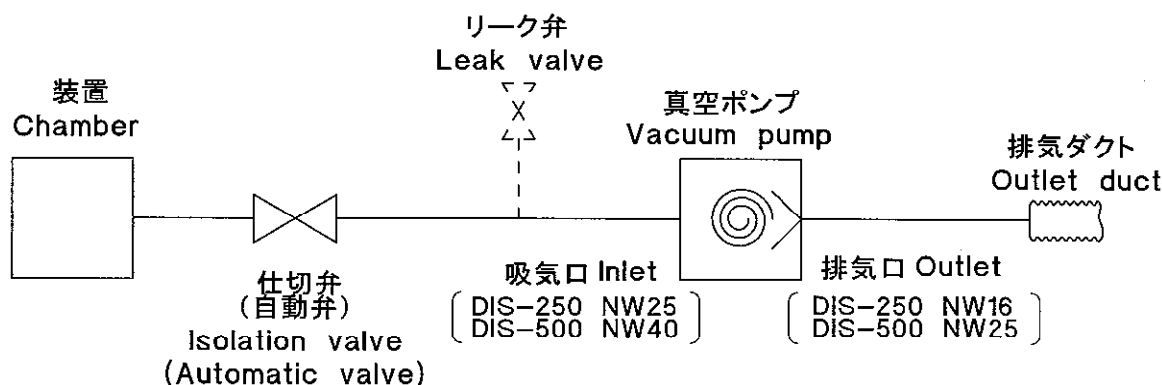 リーク弁
Leak valve
装置
Chamber
真空ポンプ
Vacuum pump
排気ダクト
Outlet duct
仕切弁
(自動弁)
Isolation valve
(Automatic valve)
吸気口 Inlet
DIS-250 NW25
DIS-500 NW40
排気口 Outlet
DIS-250 NW16
DIS-500 NW25